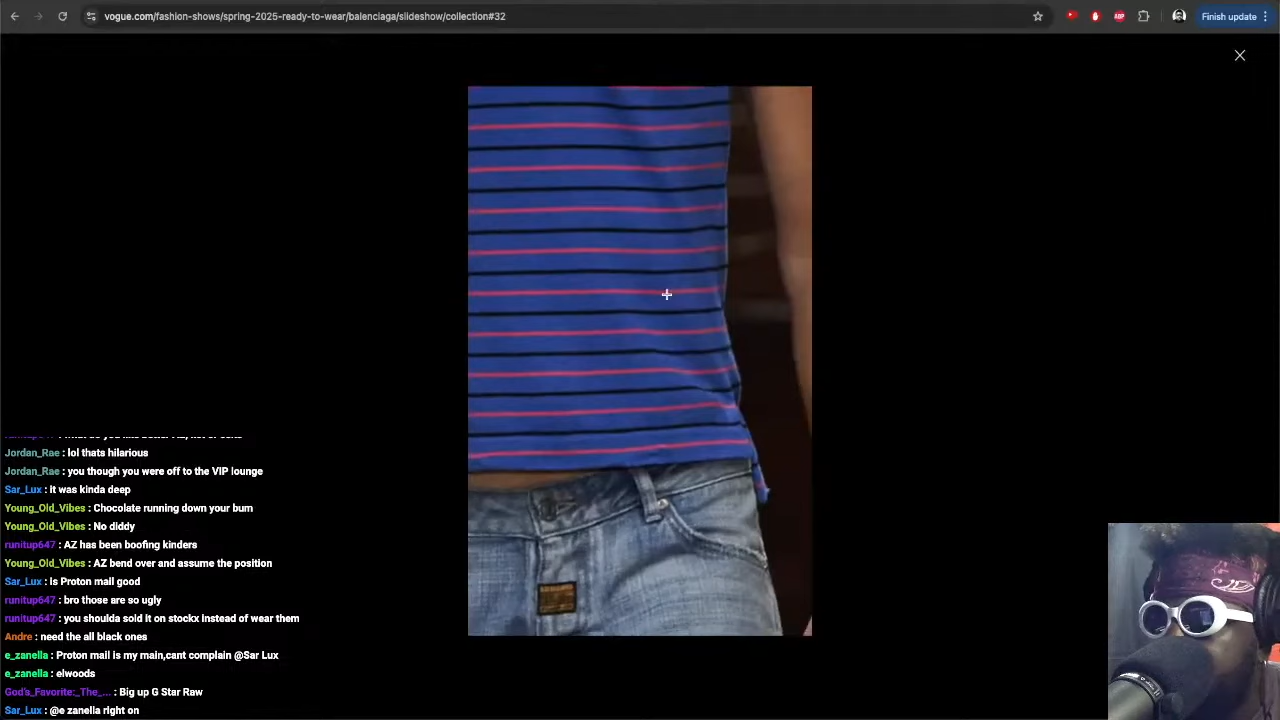 vogue.com/fashion-shows/spring-2025-ready-to-wear/balenciaga/slideshow/collection#32
ABP
Finish update
Jordan_Rae : lol thats hilarious
Jordan_Rae : you though you were off to the VIP lounge
Sar_Lux : it was kinda deep
Young_Old_Vibes : Chocolate running down your bum
Young_Old_Vibes : No diddy
runitup647 : AZ has been boofing kinders
Young_Old_Vibes : AZ bend over and assume the position
Sar_Lux : is Proton mail good
runitup647 : bro those are so ugly
runitup647 : you shoulda sold it on stockx instead of wear them
Andre : need the all black ones
e_zanella : Proton mail is my main,cant complain @Sar Lux
e_zanella : elwoods
God's_Favorite:_The_... : Big up G Star Raw
Sar_Lux : @e zanella right on